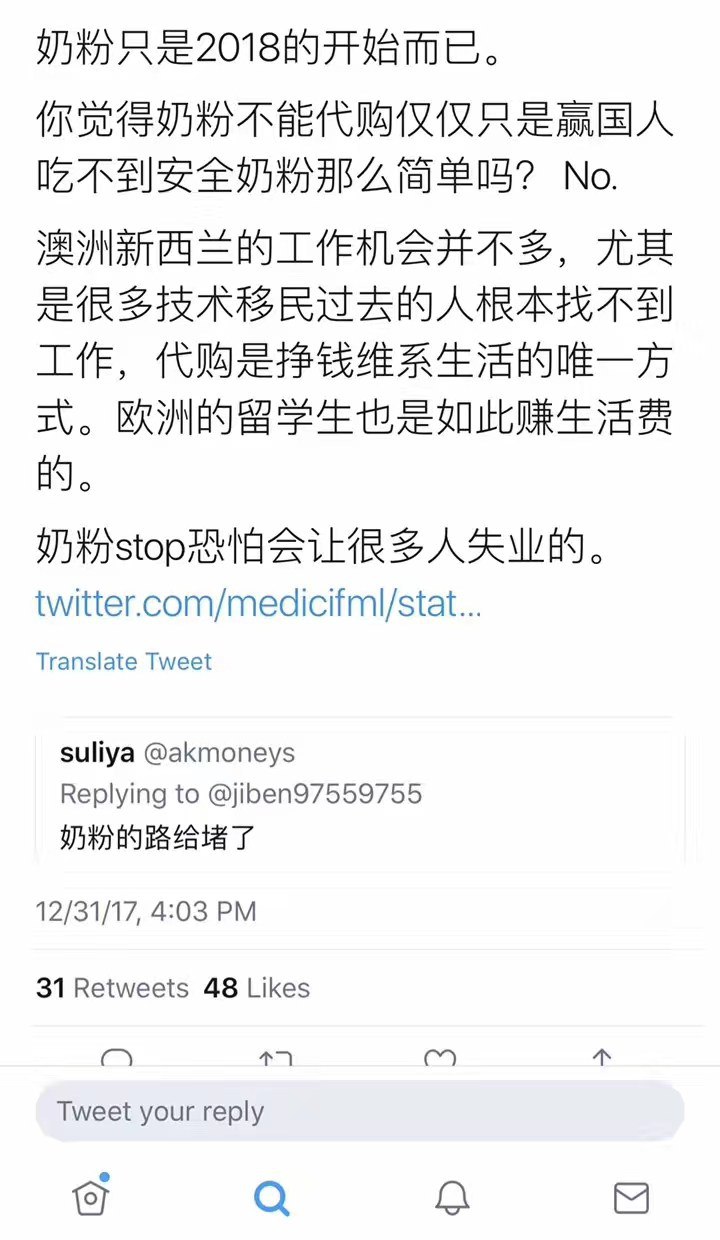 奶粉只是2018的开始而已。
你觉得奶粉不能代购仅仅只是赢国人
吃不到安全奶粉那么简单吗? No.
澳洲新西兰的工作机会并不多，尤其
是很多技术移民过去的人根本找不到
工作，代购是挣钱维系生活的唯一方
式。欧洲的留学生也是如此赚生活费
的。
奶粉stop恐怕会让很多人失业的。
twitter.com/medicifml/stat...
Translate Tweet
suliya @akmoneys
Replying to @jiben97559755
奶粉的路给堵了
12/31/17, 4:03 PM
31 Retweets 48 Likes
Tweet your reply